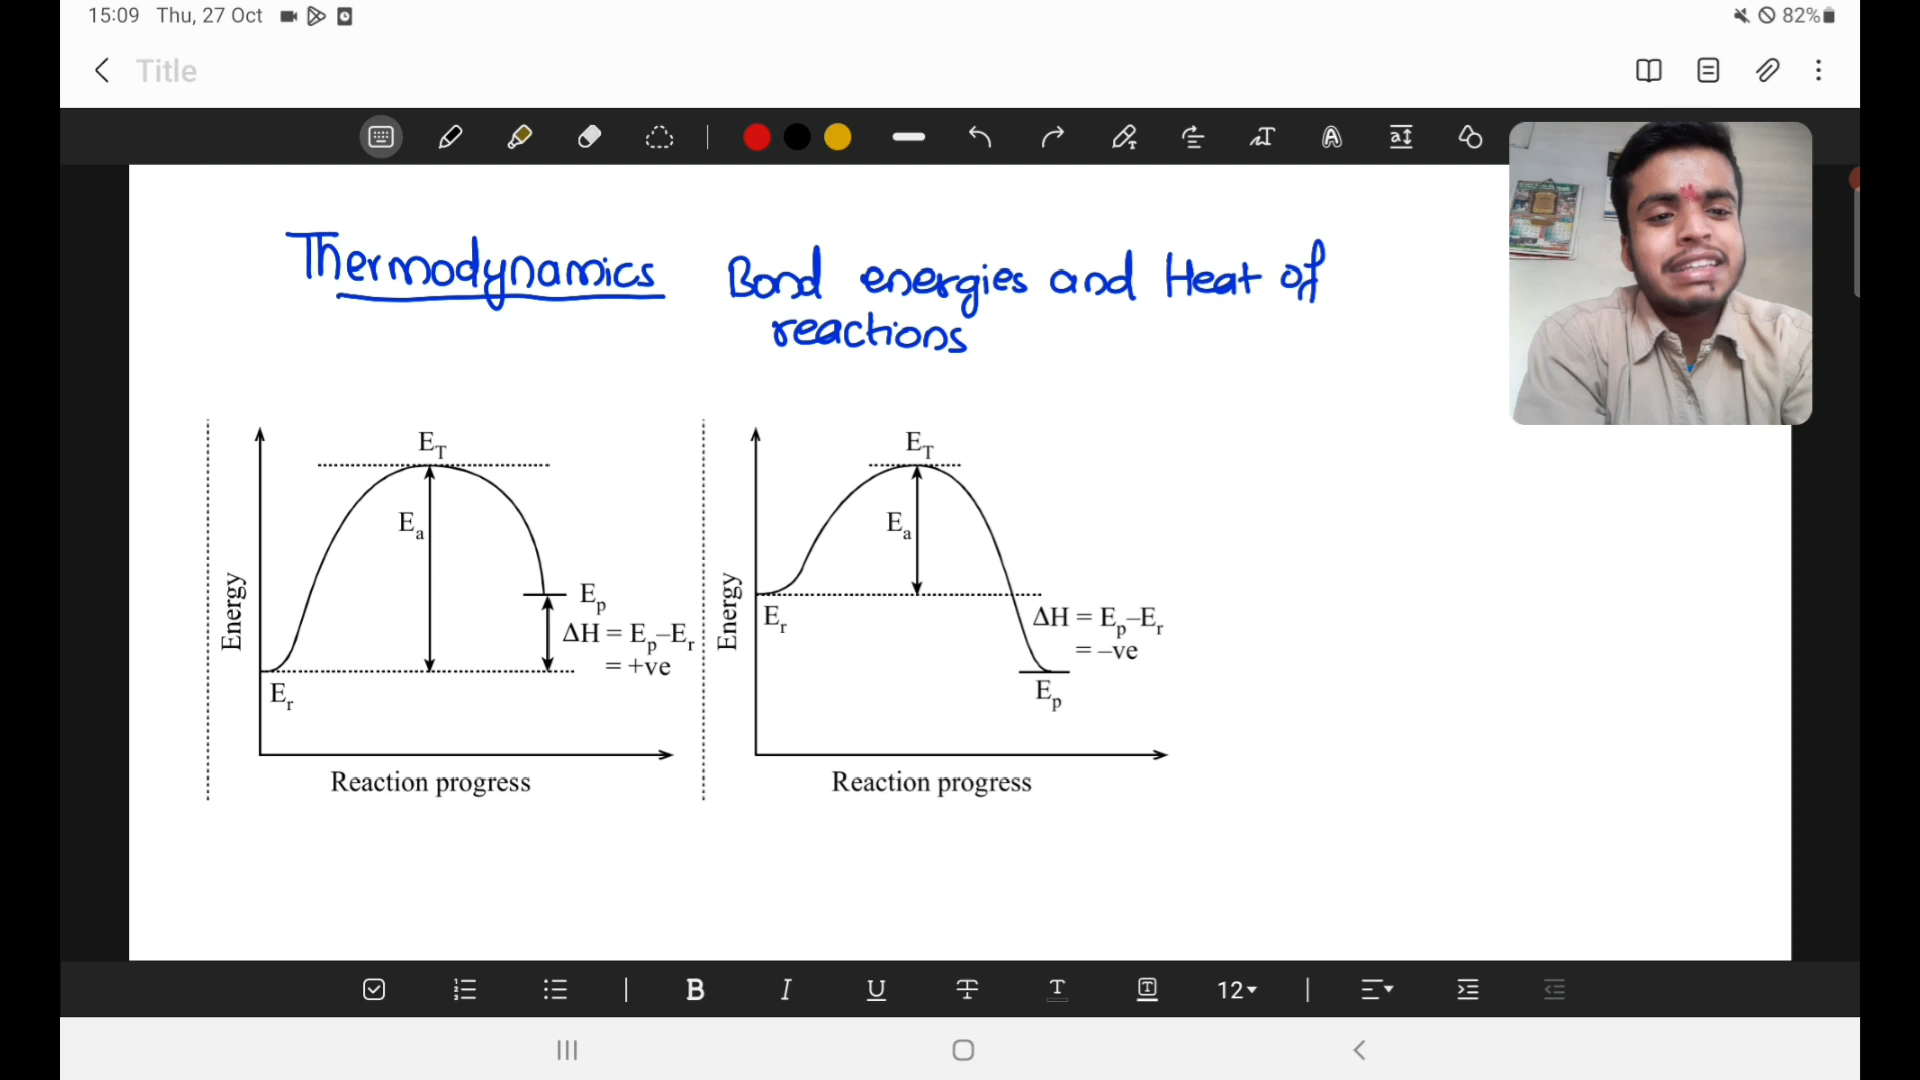 15:09 Thu, 27 Oct
82%
Title
Thermodynamics Bond energies and Heat of
reactions
E_T
E_a
Energy
E_p
ΔH = E_p–E_r
= +ve
E_r
Reaction progress
E_T
E_a
Energy
E_r
ΔH = E_p–E_r
= –ve
E_p
Reaction progress
B I U T T T 12